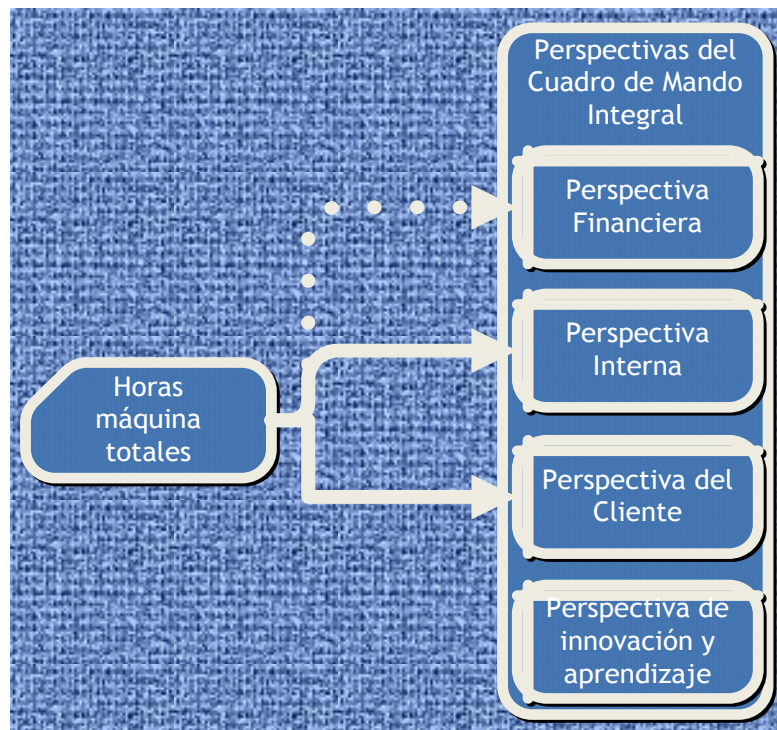 Perspectivas del
Cuadro de Mando
Integral
Perspectiva
Financiera
Perspectiva
Interna
Horas
máquina
totales
Perspectiva del
Cliente
Perspectiva de
innovación y
aprendizaje